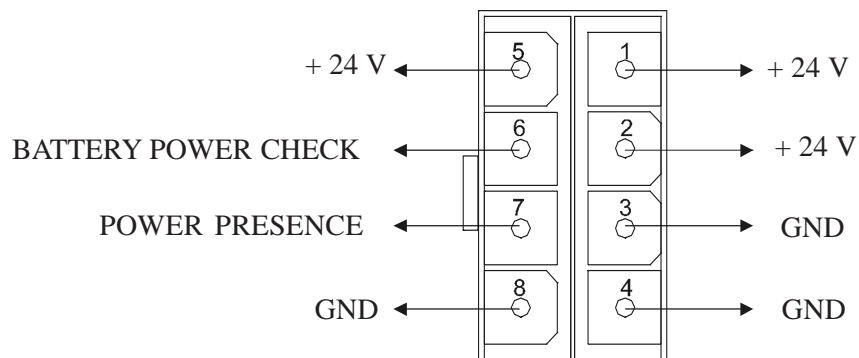 + 24 V 5 1 + 24 V
BATTERY POWER CHECK 6 2 + 24 V
POWER PRESENCE 7 3 GND
GND 8 4 GND